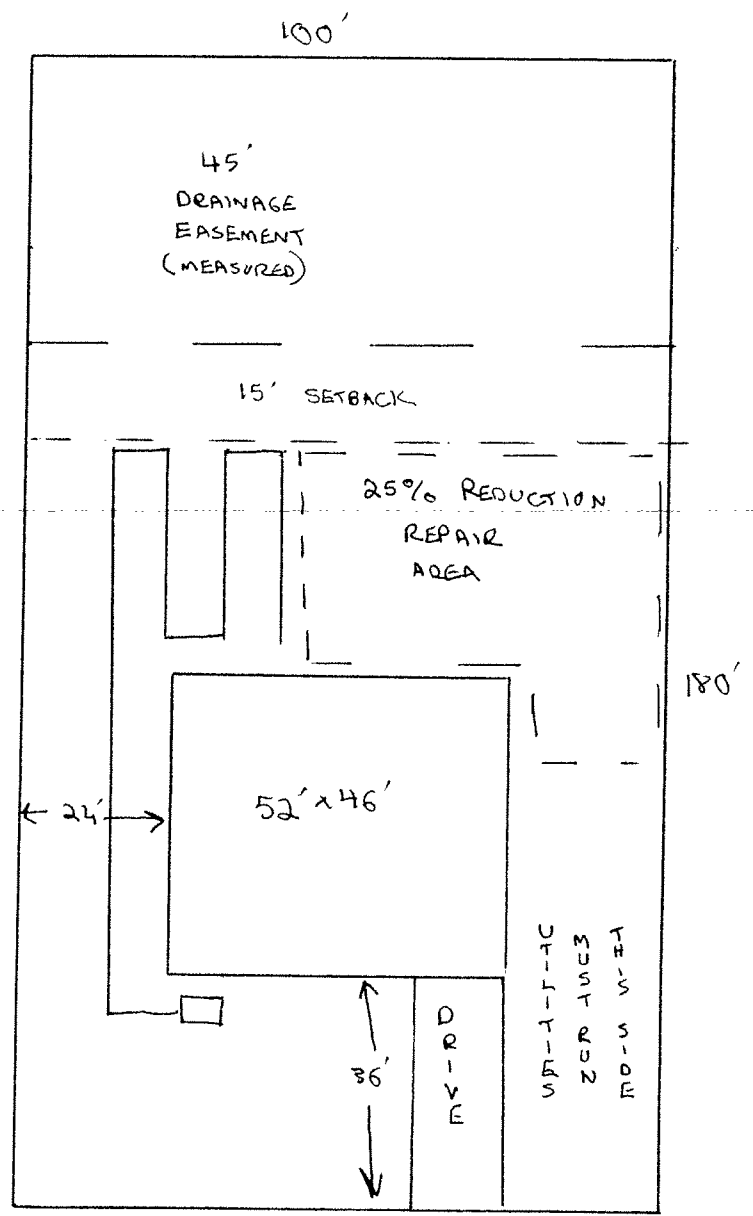 100'
45'
DRAINAGE
EASEMENT
(MEASURED)
15' SETBACK
25% REDUCTION
REPAIR
AREA
180'
52' x 46'
24'
UTILITIES
MUST RUN
THIS SIDE
DRIVE
36'